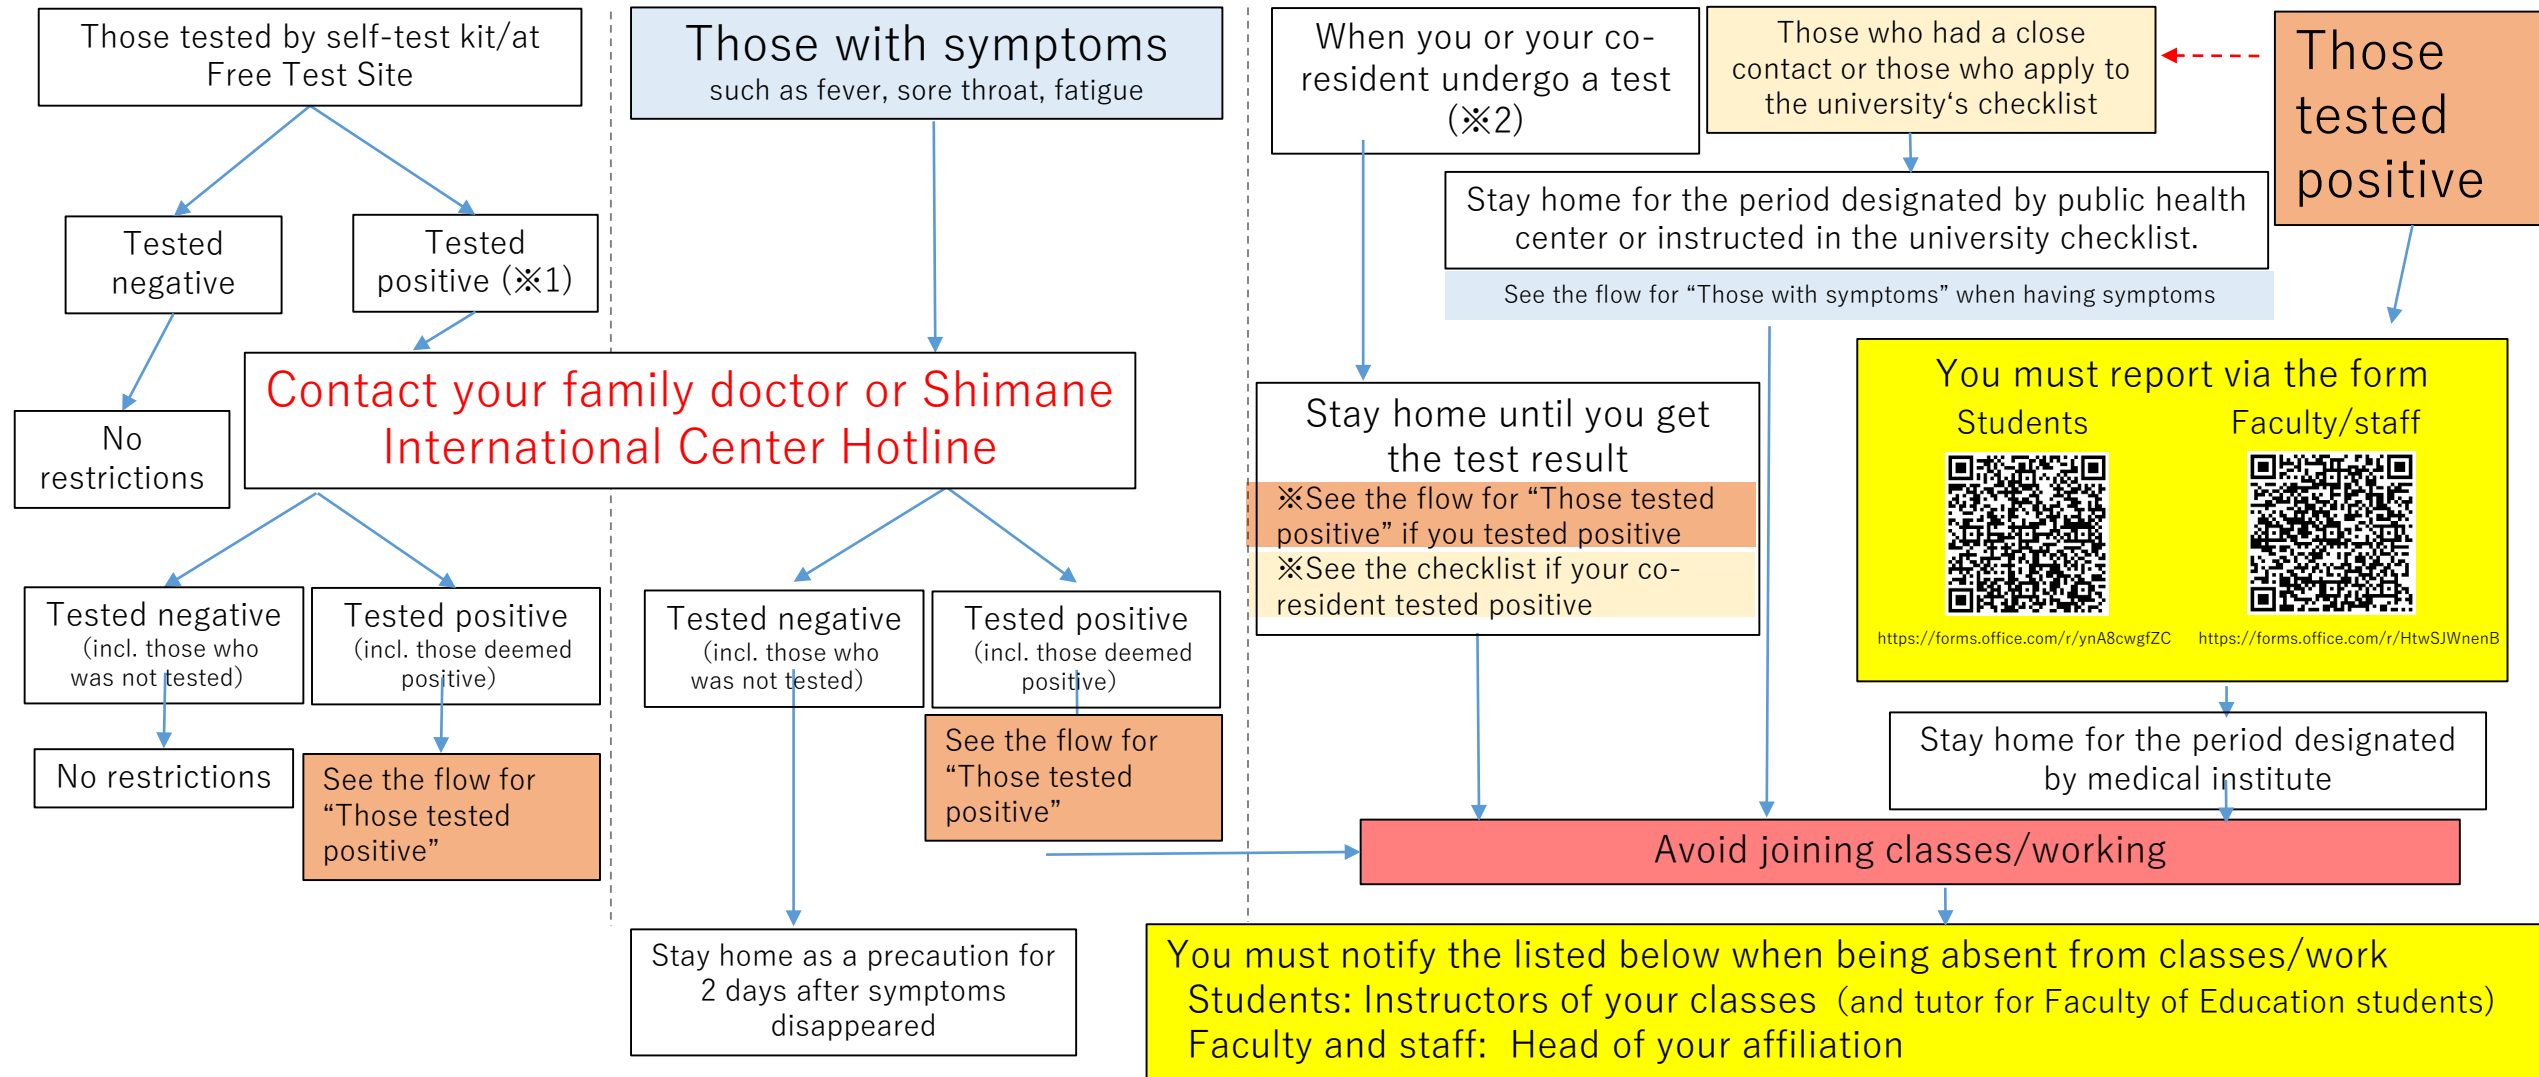 Those tested by self-test kit/at
Free Test Site
Tested
negative
Tested
positive (※1)
No
restrictions
Those with symptoms
such as fever, sore throat, fatigue
Contact your family doctor or Shimane
International Center Hotline
Tested negative
(incl. those who
was not tested)
Tested positive
(incl. those deemed
positive)
No restrictions
See the flow for
“Those tested
positive”
Tested negative
(incl. those who
was not tested)
Tested positive
(incl. those deemed
positive)
See the flow for
“Those tested
positive”
Stay home as a precaution for
2 days after symptoms
disappeared
When you or your co-
resident undergo a test
(※2)
Stay home until you get
the test result
※See the flow for “Those tested
positive” if you tested positive
※See the checklist if your co-
resident tested positive
Those who had a close
contact or those who apply to
the university‘s checklist
Stay home for the period designated by public health
center or instructed in the university checklist.
See the flow for “Those with symptoms” when having symptoms
Those
tested
positive
You must report via the form
Students
Faculty/staff
https://forms.office.com/r/ynA8cwgfZC
https://forms.office.com/r/HtwSJWnenB
Stay home for the period designated
by medical institute
Avoid joining classes/working
You must notify the listed below when being absent from classes/work
Students: Instructors of your classes (and tutor for Faculty of Education students)
Faculty and staff: Head of your affiliation